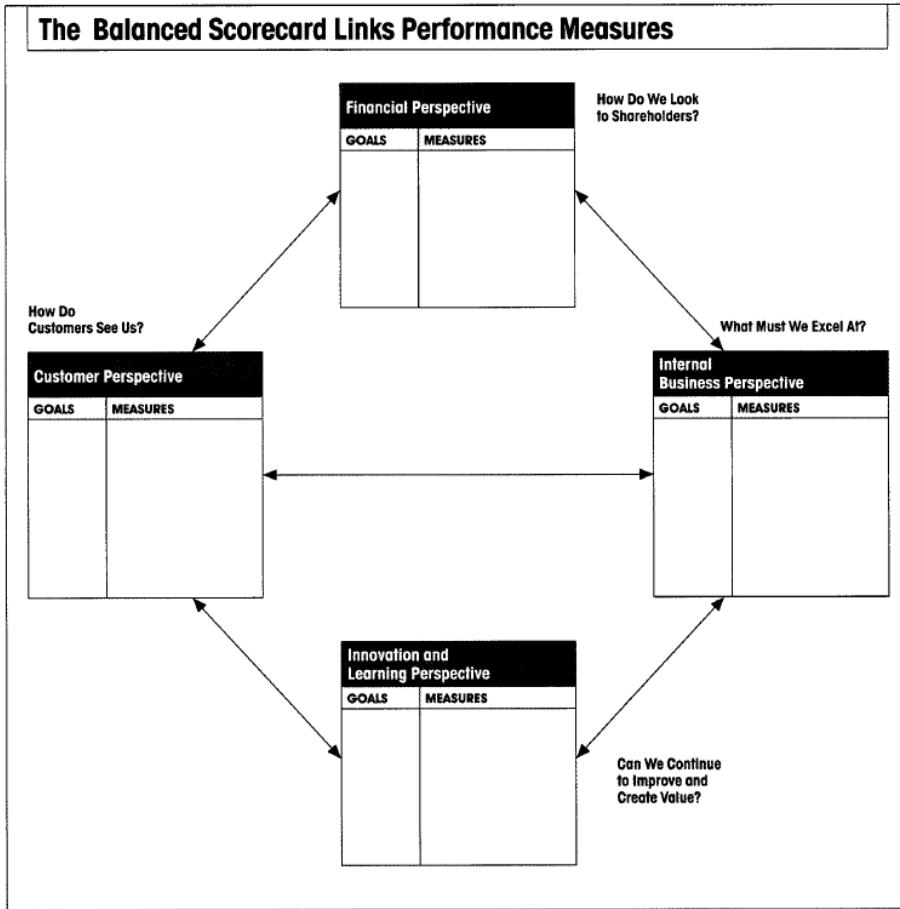 The Balanced Scorecard Links Performance Measures
Financial Perspective
How Do We Look
to Shareholders?
GOALS MEASURES
How Do
Customers See Us?
What Must We Excel At?
Customer Perspective
GOALS MEASURES
Internal
Business Perspective
GOALS MEASURES
Innovation and
Learning Perspective
GOALS MEASURES
Can We Continue
to Improve and
Create Value?